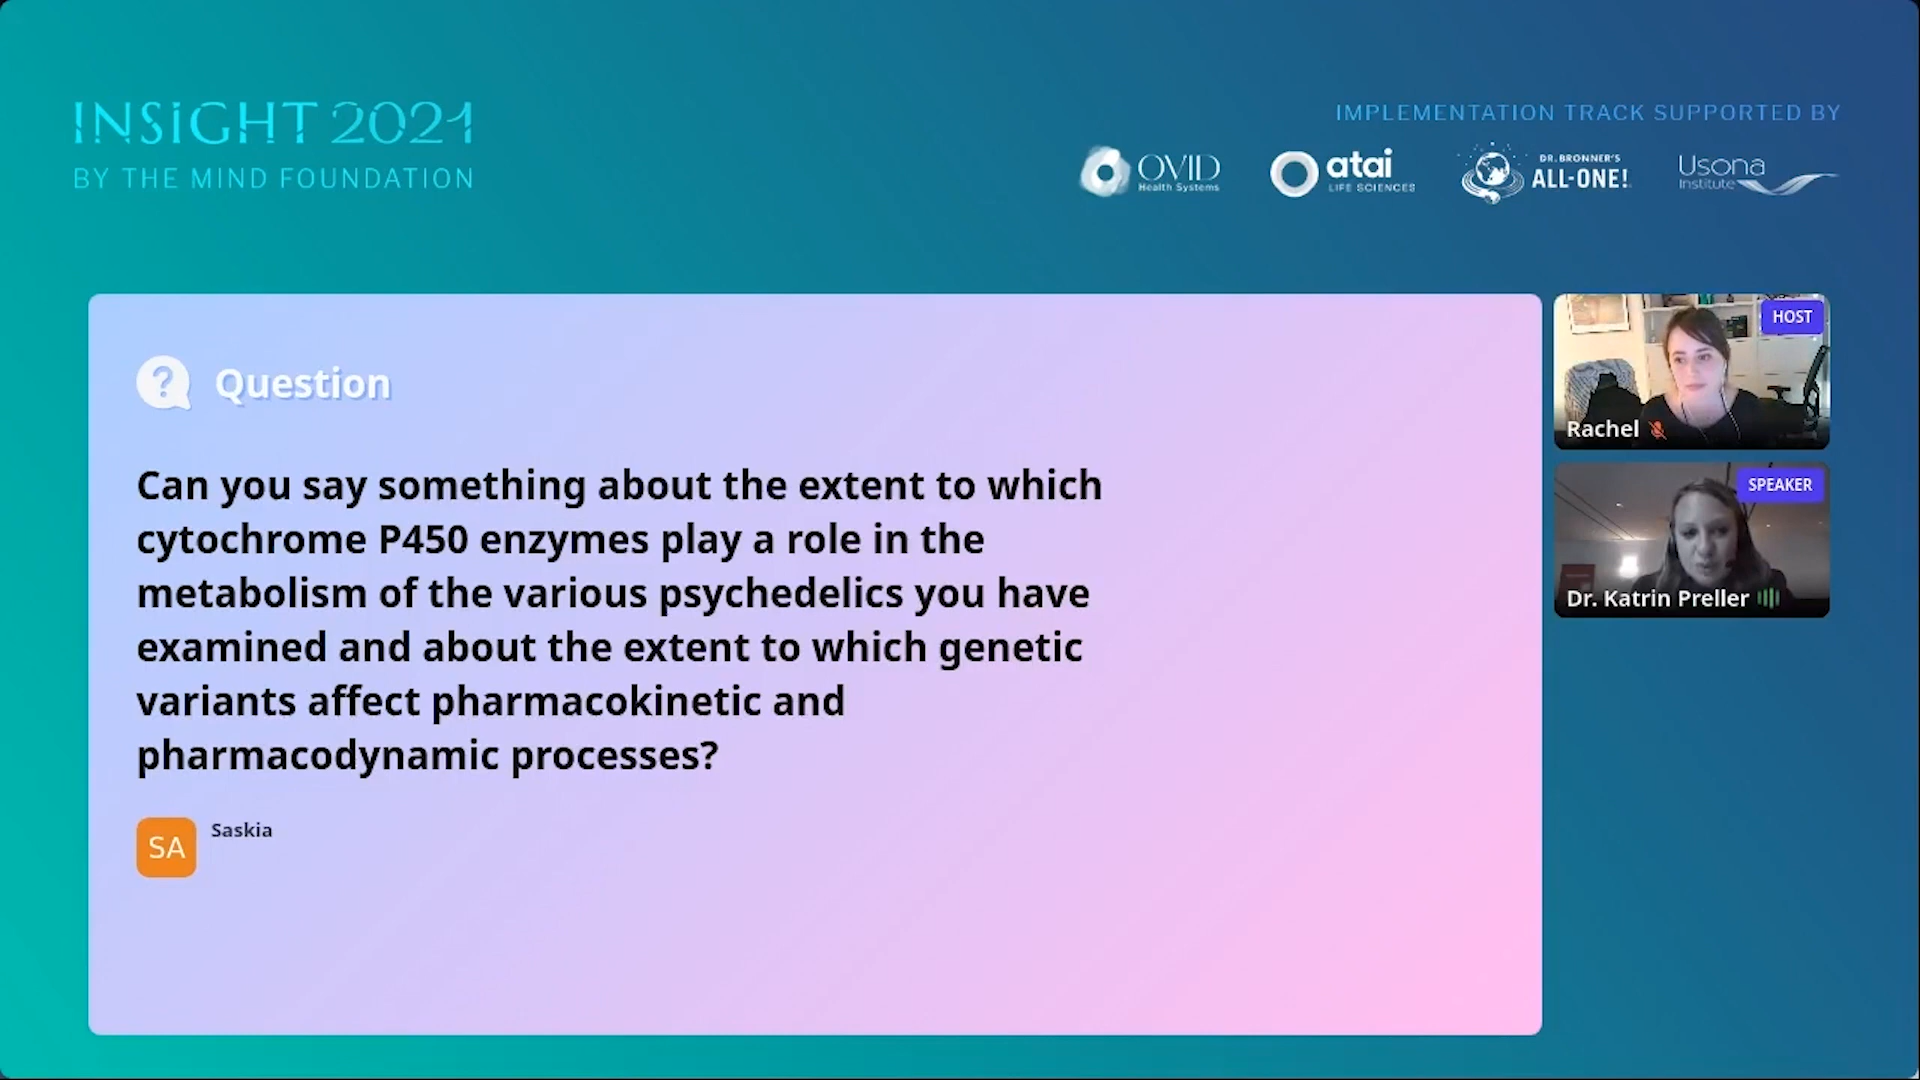 INSiGHT 2021
BY THE MIND FOUNDATION
IMPLEMENTATION TRACK SUPPORTED BY
OVID
Health Systems
atai
LIFE SCIENCES
DR. BRONNER'S
ALL-ONE!
Usona
Institute
? Question
Can you say something about the extent to which
cytochrome P450 enzymes play a role in the
metabolism of the various psychedelics you have
examined and about the extent to which genetic
variants affect pharmacokinetic and
pharmacodynamic processes?
SA
Saskia
HOST
Rachel
SPEAKER
Dr. Katrin Preller